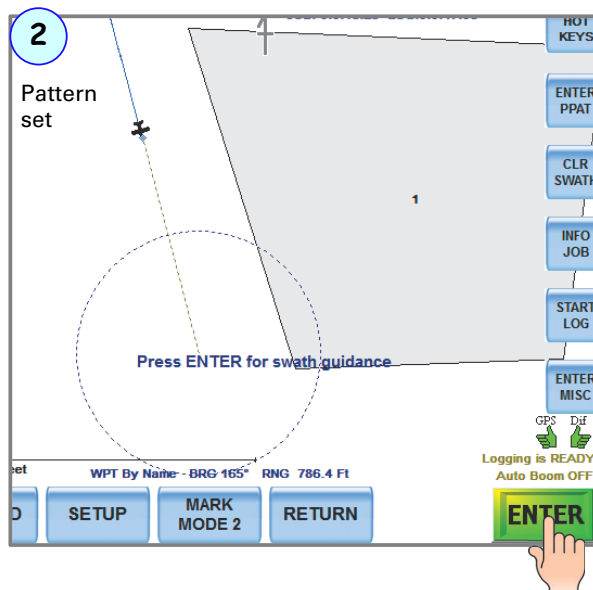 2
Pattern
set
HOT
KEYS
ENTER
PPAT
CLR
SWATH
1
INFO
JOB
START
LOG
Press ENTER for swath guidance
ENTER
MISC
GPS Dif
Logging is READY
eet
WPT By Name - BRG 165° RNG 786.4 Ft
Auto Boom OFF
SETUP
MARK
MODE 2
RETURN
ENTER